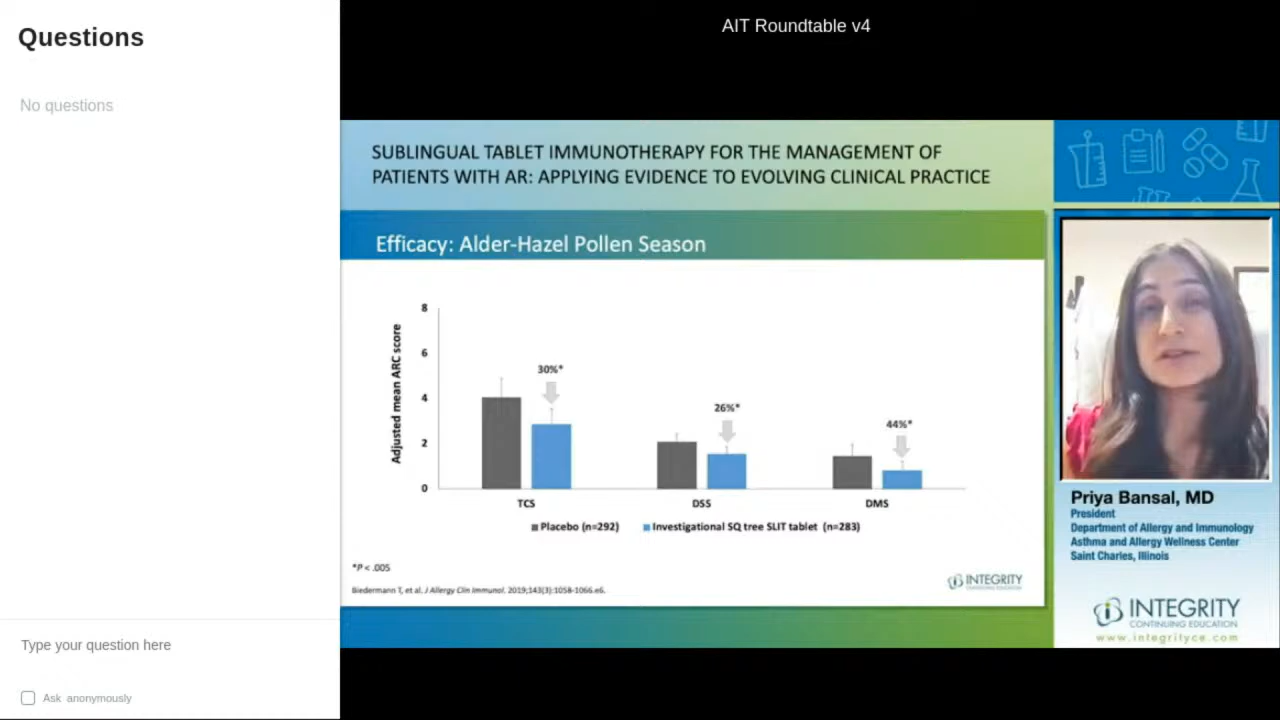 Questions
No questions
Type your question here
Ask anonymously
AIT Roundtable v4
SUBLINGUAL TABLET IMMUNOTHERAPY FOR THE MANAGEMENT OF
PATIENTS WITH AR: APPLYING EVIDENCE TO EVOLVING CLINICAL PRACTICE
Efficacy: Alder-Hazel Pollen Season
Adjusted mean ARC score
8
6
4
2
0
30%*
26%*
44%*
TCS
DSS
DMS
Placebo (n=292)
Investigational SQ tree SLIT tablet (n=283)
*P < .005
Biedermann T, et al. J Allergy Clin Immunol. 2019;143(3):1058-1066.e6.
INTEGRITY
CONTINUING EDUCATION
Priya Bansal, MD
President
Department of Allergy and Immunology
Asthma and Allergy Wellness Center
Saint Charles, Illinois
INTEGRITY
CONTINUING EDUCATION
www.integrityce.com